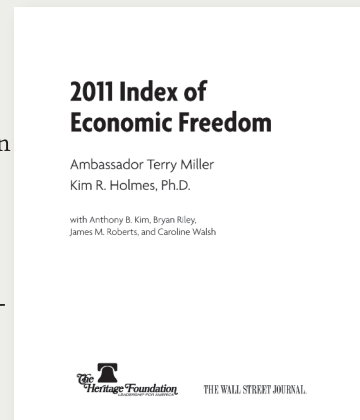 n
2011 Index of
Economic Freedom
Ambassador Terry Miller
Kim R. Holmes, Ph.D.
with Anthony B. Kim, Bryan Riley,
James M. Roberts, and Caroline Walsh
The
Heritage Foundation
LEADERSHIP FOR AMERICA
THE WALL STREET JOURNAL.